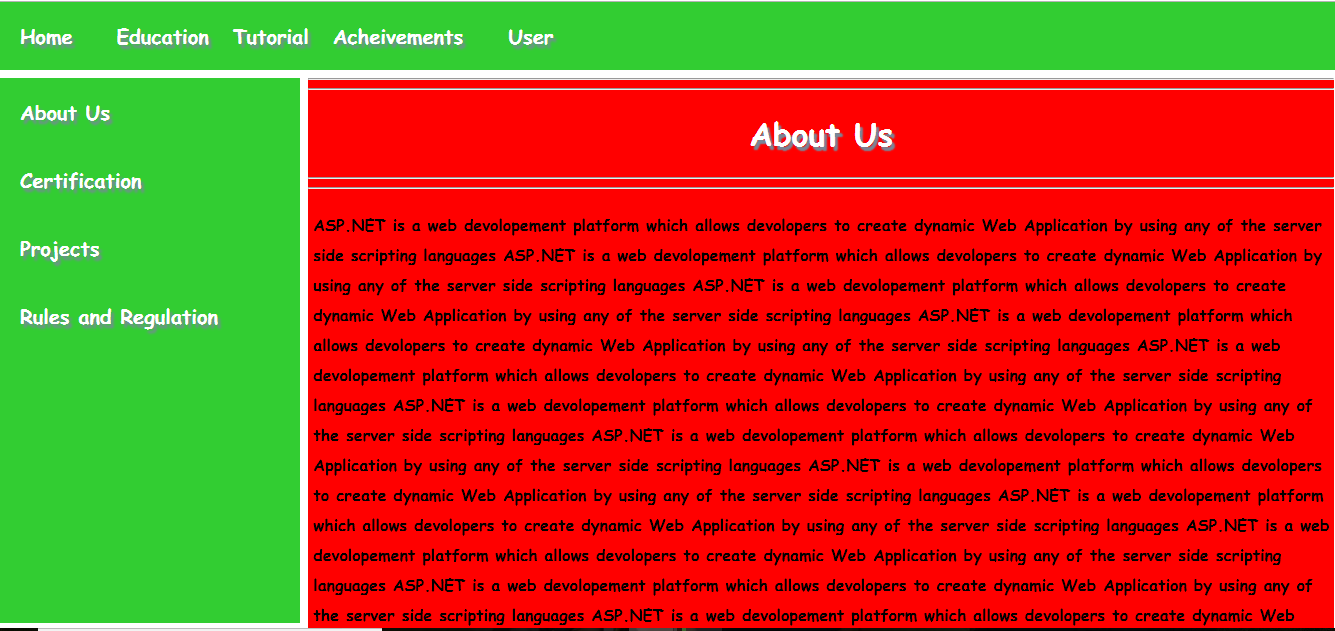 Home Education Tutorial Acheivements User
About Us
Certification
Projects
Rules and Regulation
About Us
ASP.NET is a web devolopement platform which allows devolopers to create dynamic Web Application by using any of the server
side scripting languages ASP.NET is a web devolopement platform which allows devolopers to create dynamic Web Application by
using any of the server side scripting languages ASP.NET is a web devolopement platform which allows devolopers to create
dynamic Web Application by using any of the server side scripting languages ASP.NET is a web devolopement platform which
allows devolopers to create dynamic Web Application by using any of the server side scripting languages ASP.NET is a web
devolopement platform which allows devolopers to create dynamic Web Application by using any of the server side scripting
languages ASP.NET is a web devolopement platform which allows devolopers to create dynamic Web Application by using any of
the server side scripting languages ASP.NET is a web devolopement platform which allows devolopers to create dynamic Web
Application by using any of the server side scripting languages ASP.NET is a web devolopement platform which allows devolopers
to create dynamic Web Application by using any of the server side scripting languages ASP.NET is a web devolopement platform
which allows devolopers to create dynamic Web Application by using any of the server side scripting languages ASP.NET is a web
devolopement platform which allows devolopers to create dynamic Web Application by using any of the server side scripting
languages ASP.NET is a web devolopement platform which allows devolopers to create dynamic Web Application by using any of
the server side scripting languages ASP.NET is a web devolopement platform which allows devolopers to create dynamic Web